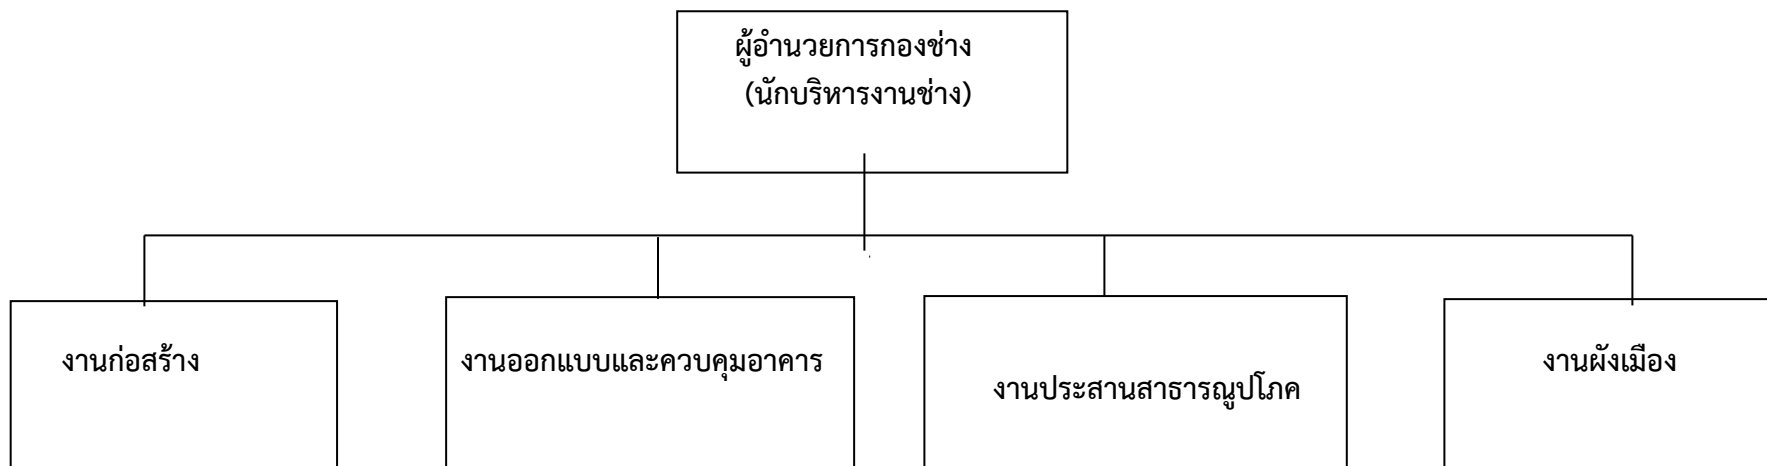 ผู้อำนวยการกองช่าง
(นักบริหารงานช่าง)
งานก่อสร้าง
งานออกแบบและควบคุมอาคาร
งานประสานสาธารณูปโภค
งานผังเมือง